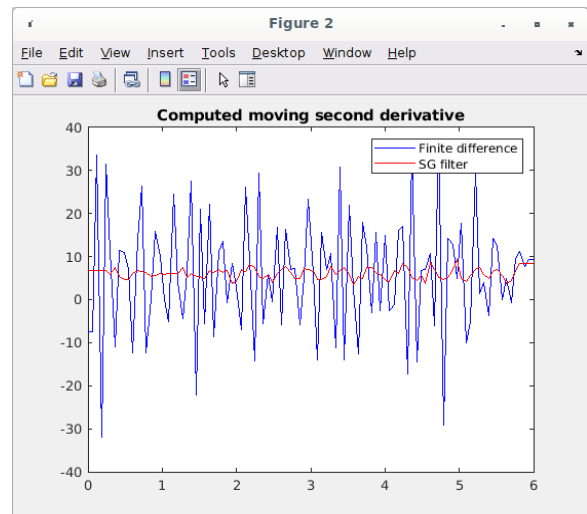 Figure 2
File Edit View Insert Tools Desktop Window Help
Computed moving second derivative
Finite difference
SG filter
40
30
20
10
0
-10
-20
-30
-40
0 1 2 3 4 5 6